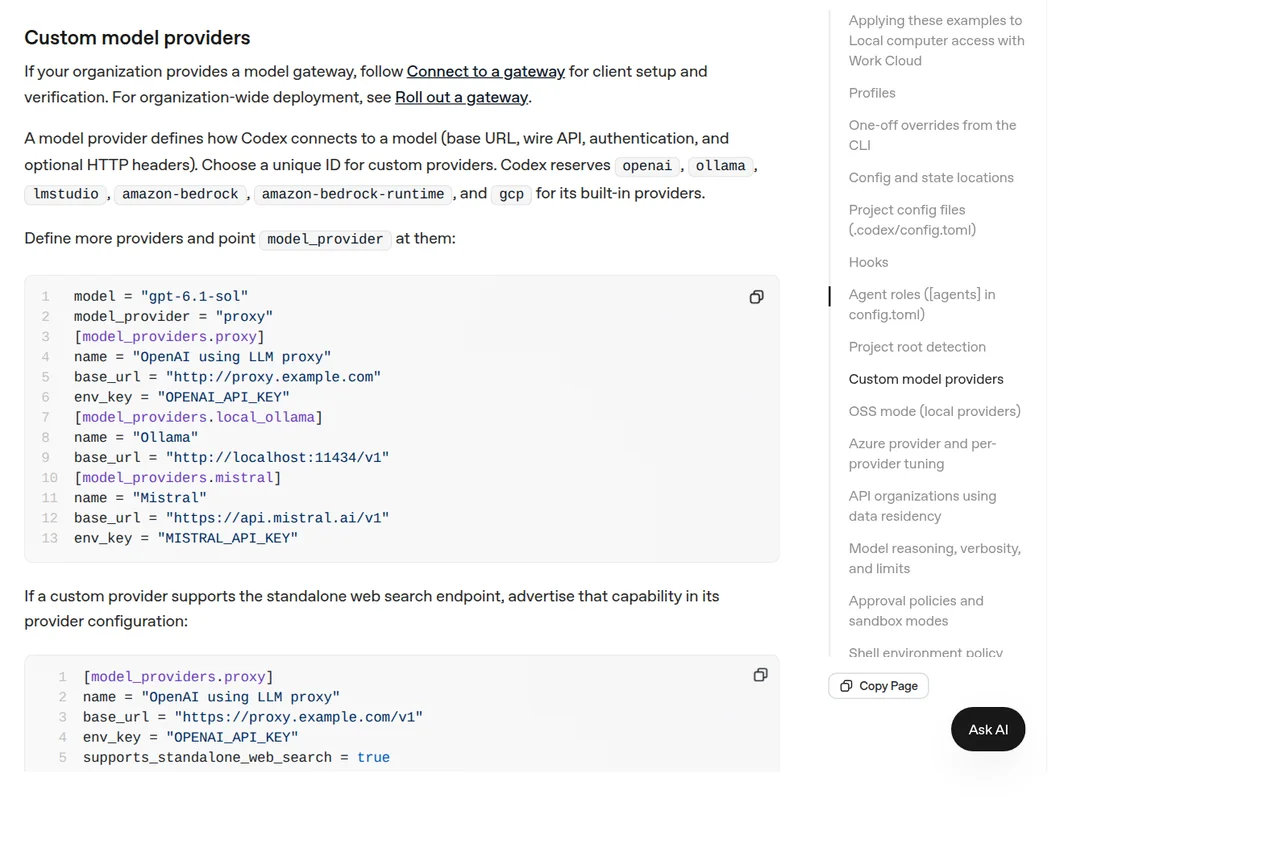 Custom model providers
If your organization provides a model gateway, follow Connect to a gateway for client setup and
verification. For organization-wide deployment, see Roll out a gateway.
A model provider defines how Codex connects to a model (base URL, wire API, authentication, and
optional HTTP headers). Choose a unique ID for custom providers. Codex reserves openai, ollama,
lmstudio, amazon-bedrock, amazon-bedrock-runtime, and gcp for its built-in providers.
Define more providers and point model_provider at them:
1 model = "gpt-6.1-sol"
2 model_provider = "proxy"
3 [model_providers.proxy]
4 name = "OpenAI using LLM proxy"
5 base_url = "http://proxy.example.com"
6 env_key = "OPENAI_API_KEY"
7 [model_providers.local_ollama]
8 name = "Ollama"
9 base_url = "http://localhost:11434/v1"
10 [model_providers.mistral]
11 name = "Mistral"
12 base_url = "https://api.mistral.ai/v1"
13 env_key = "MISTRAL_API_KEY"
If a custom provider supports the standalone web search endpoint, advertise that capability in its
provider configuration:
1 [model_providers.proxy]
2 name = "OpenAI using LLM proxy"
3 base_url = "https://proxy.example.com/v1"
4 env_key = "OPENAI_API_KEY"
5 supports_standalone_web_search = true
Applying these examples to
Local computer access with
Work Cloud
Profiles
One-off overrides from the
CLI
Config and state locations
Project config files
(.codex/config.toml)
Hooks
Agent roles ([agents] in
config.toml)
Project root detection
Custom model providers
OSS mode (local providers)
Azure provider and per-
provider tuning
API organizations using
data residency
Model reasoning, verbosity,
and limits
Approval policies and
sandbox modes
Shell environment policy
Copy Page
Ask AI